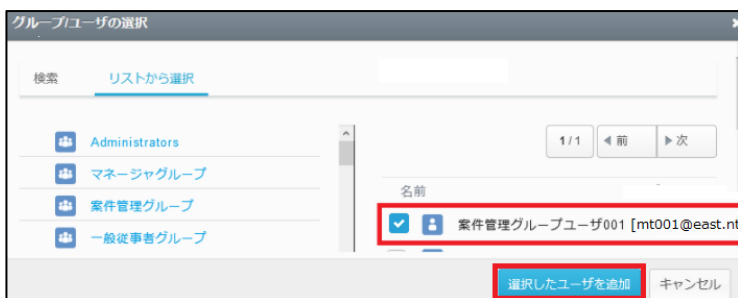 グループ/ユーザの選択
検索 リストから選択
Administrators
マネージャグループ
案件管理グループ
一般従事者グループ
1/1 ◀前 ▶次
名前
案件管理グループユーザ001 [mt001@east.nt
選択したユーザを追加 キャンセル